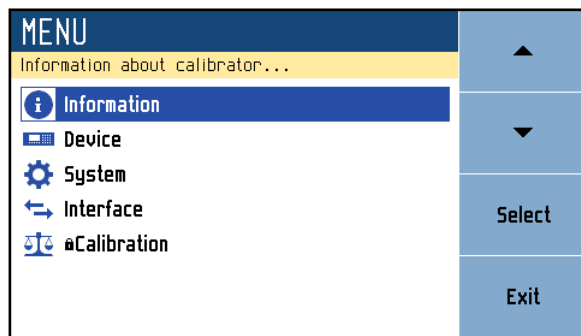 MENU
Information about calibrator...
Information
Device
System
Interface
Calibration
Select
Exit